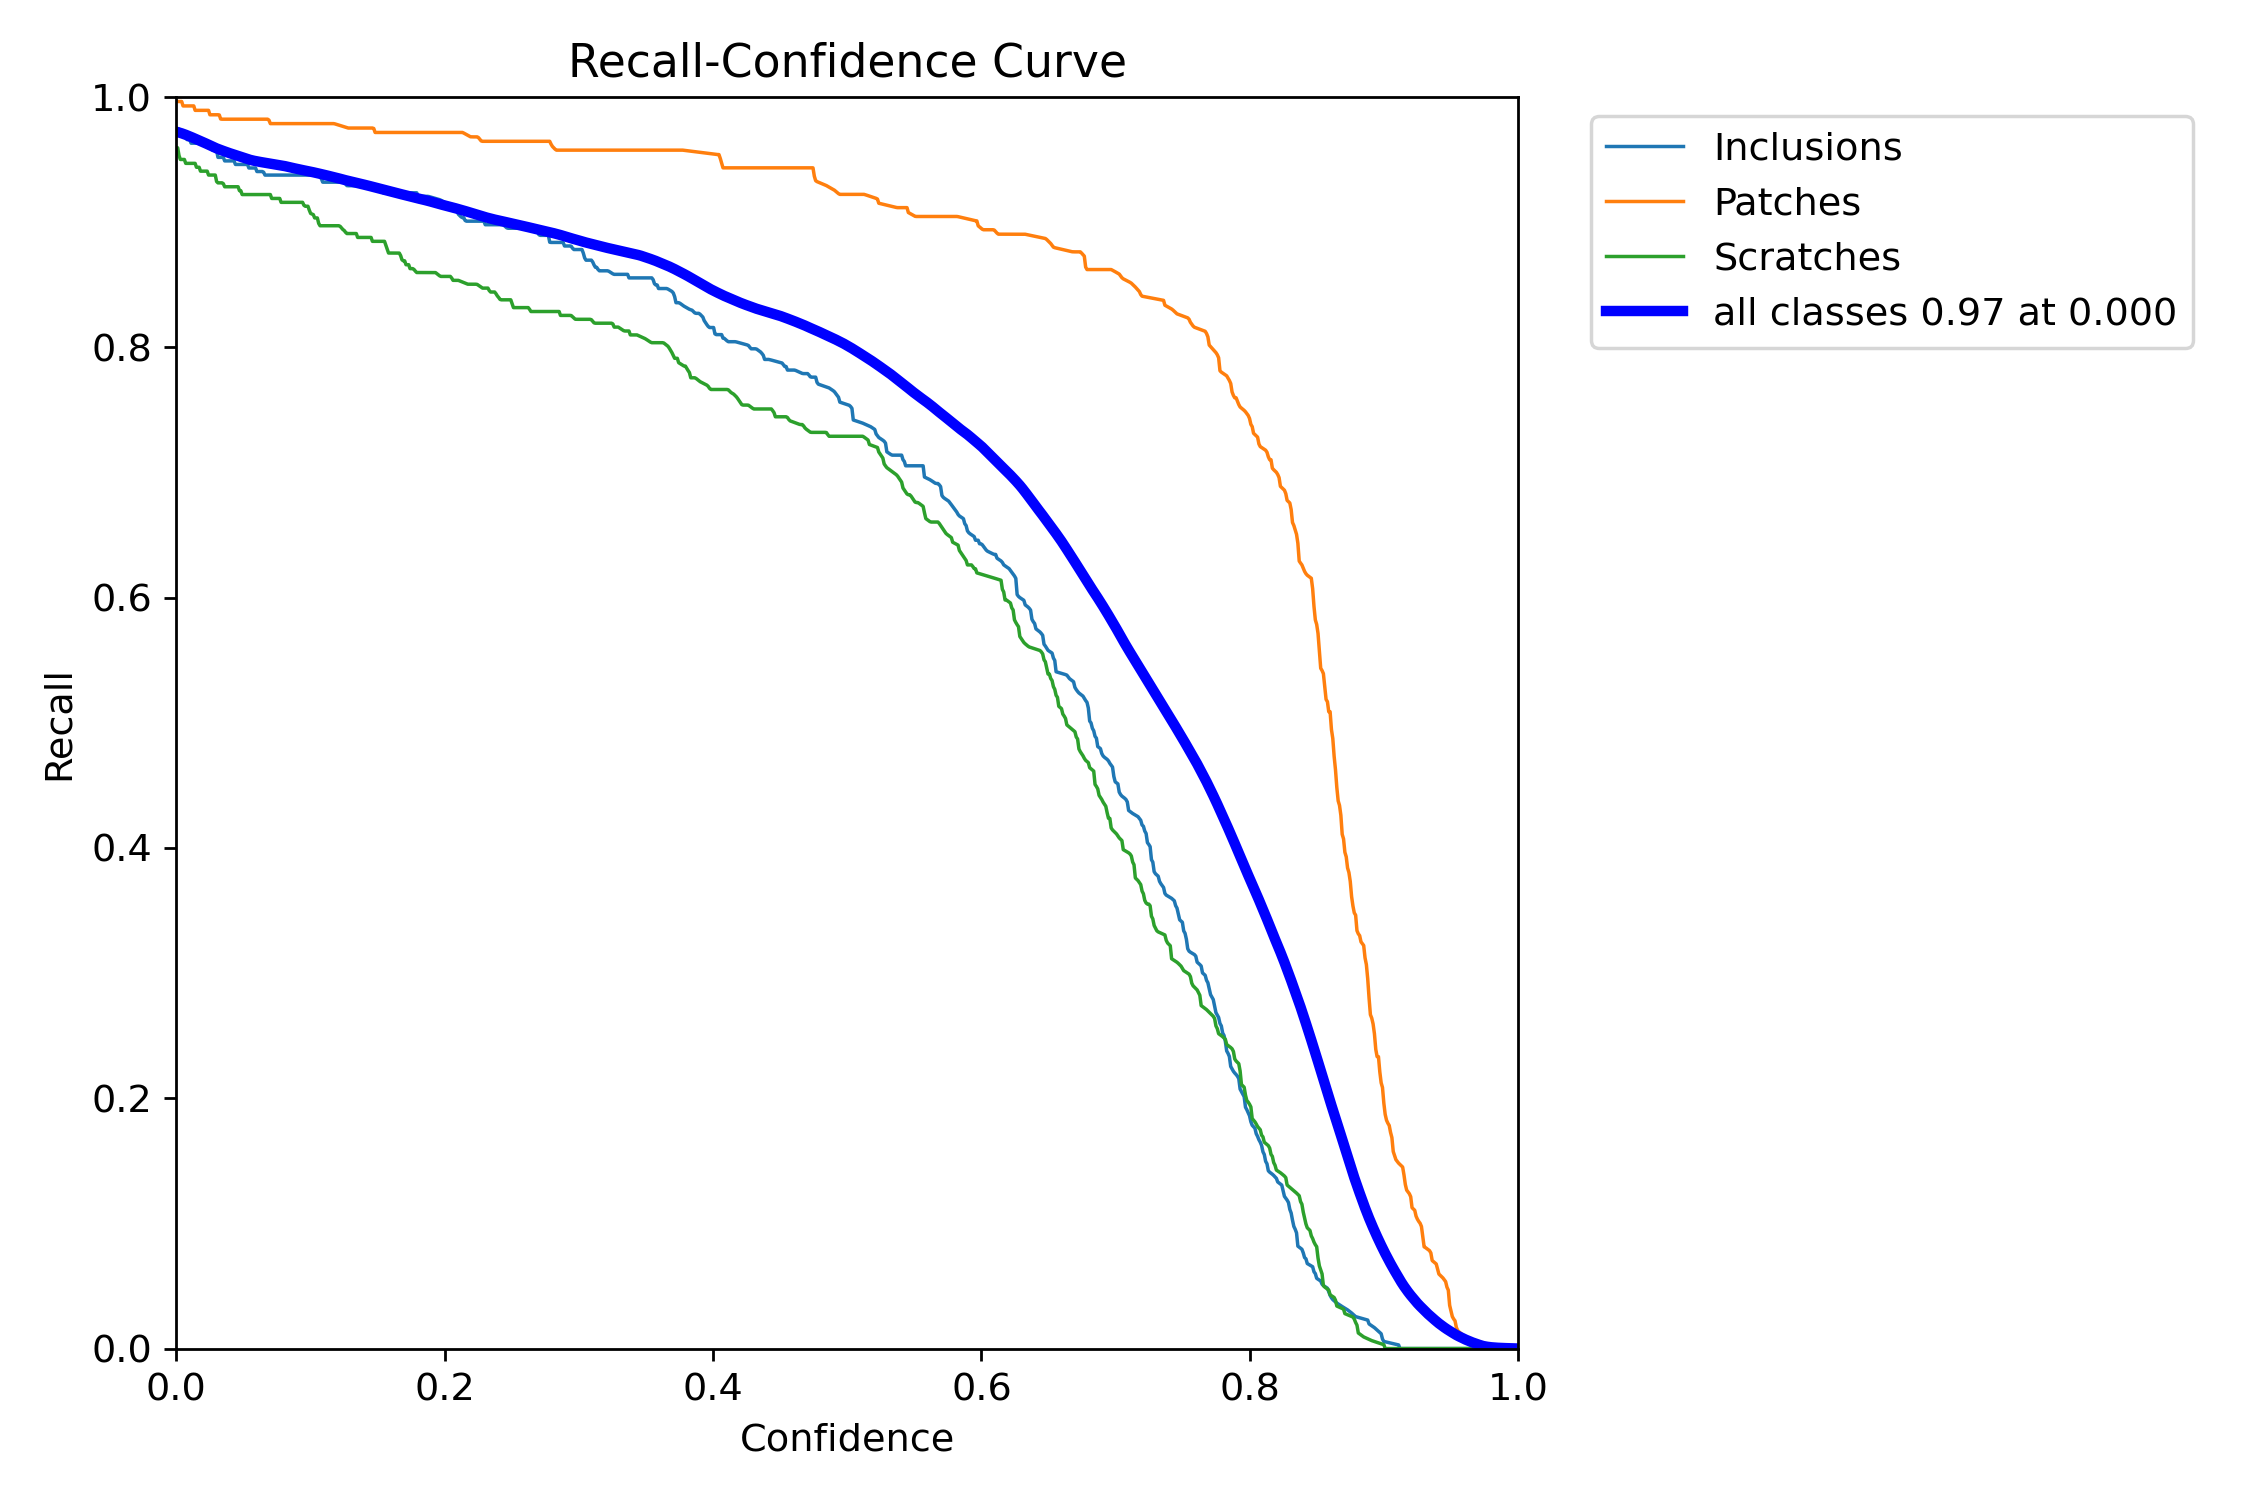 Recall-Confidence Curve
1.0
0.8
0.6
0.4
0.2
0.0
Recall
0.0 0.2 0.4 0.6 0.8 1.0
Confidence
Inclusions
Patches
Scratches
all classes 0.97 at 0.000